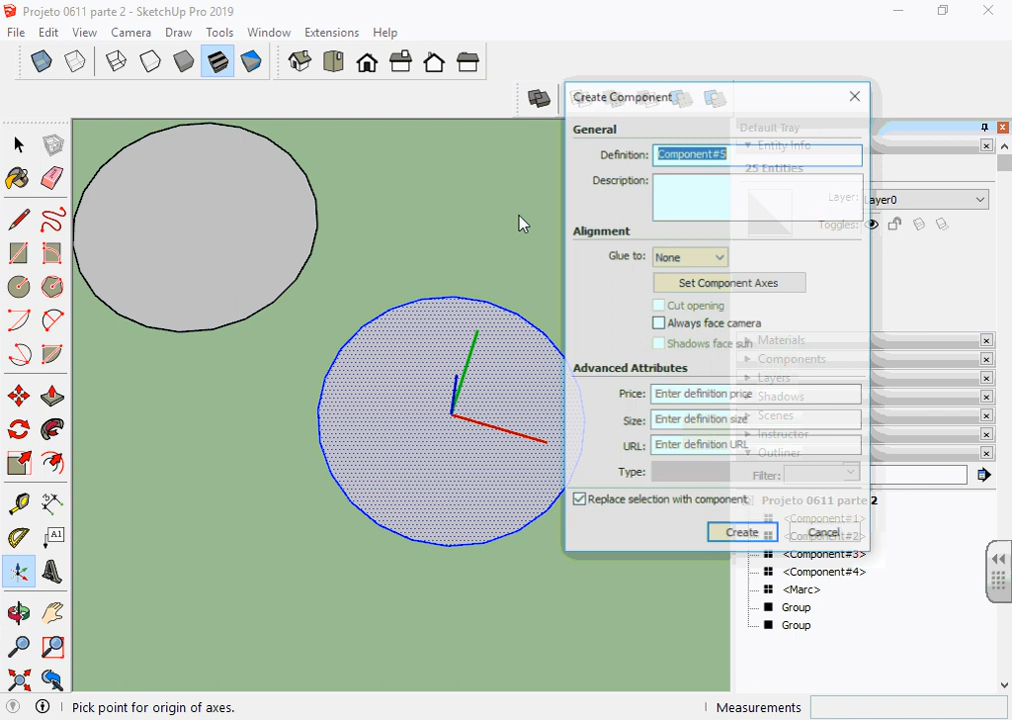 Projeto 0611 parte 2 - SketchUp Pro 2019
File Edit View Camera Draw Tools Window Extensions Help
Create Component
Default Tray
General
Entity Info
Definition: Component#5
25 Entities
Description:
Layer: Layer0
Toggles:
Alignment
Glue to: None
Set Component Axes
Cut opening
Always face camera
Shadows face sun
Materials
Components
Layers
Shadows
Scenes
Instructor
Outliner
Advanced Attributes
Price: Enter definition price
Size: Enter definition size
URL: Enter definition URL
Type:
Filter:
Replace selection with component
Projeto 0611 parte 2
<Component#1>
<Component#2>
<Component#3>
<Component#4>
<Marc>
Group
Group
Create Cancel
A1
Pick point for origin of axes.
Measurements